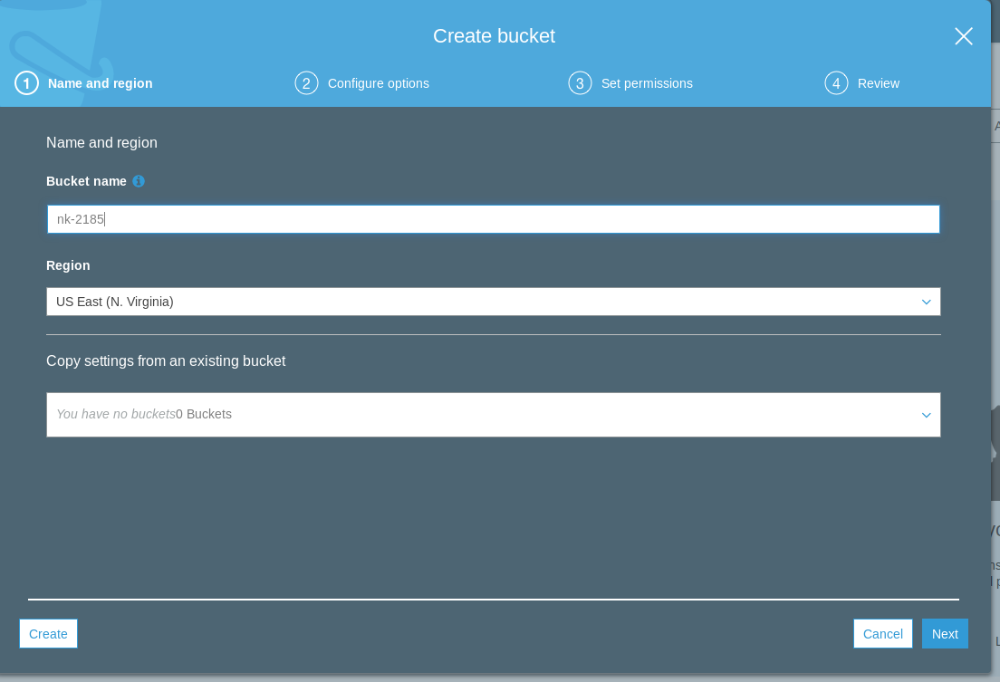 Create bucket
1 Name and region
2 Configure options
3 Set permissions
4 Review
Name and region
Bucket name
nk-2185
Region
US East (N. Virginia)
Copy settings from an existing bucket
You have no buckets0 Buckets
Create
Cancel
Next